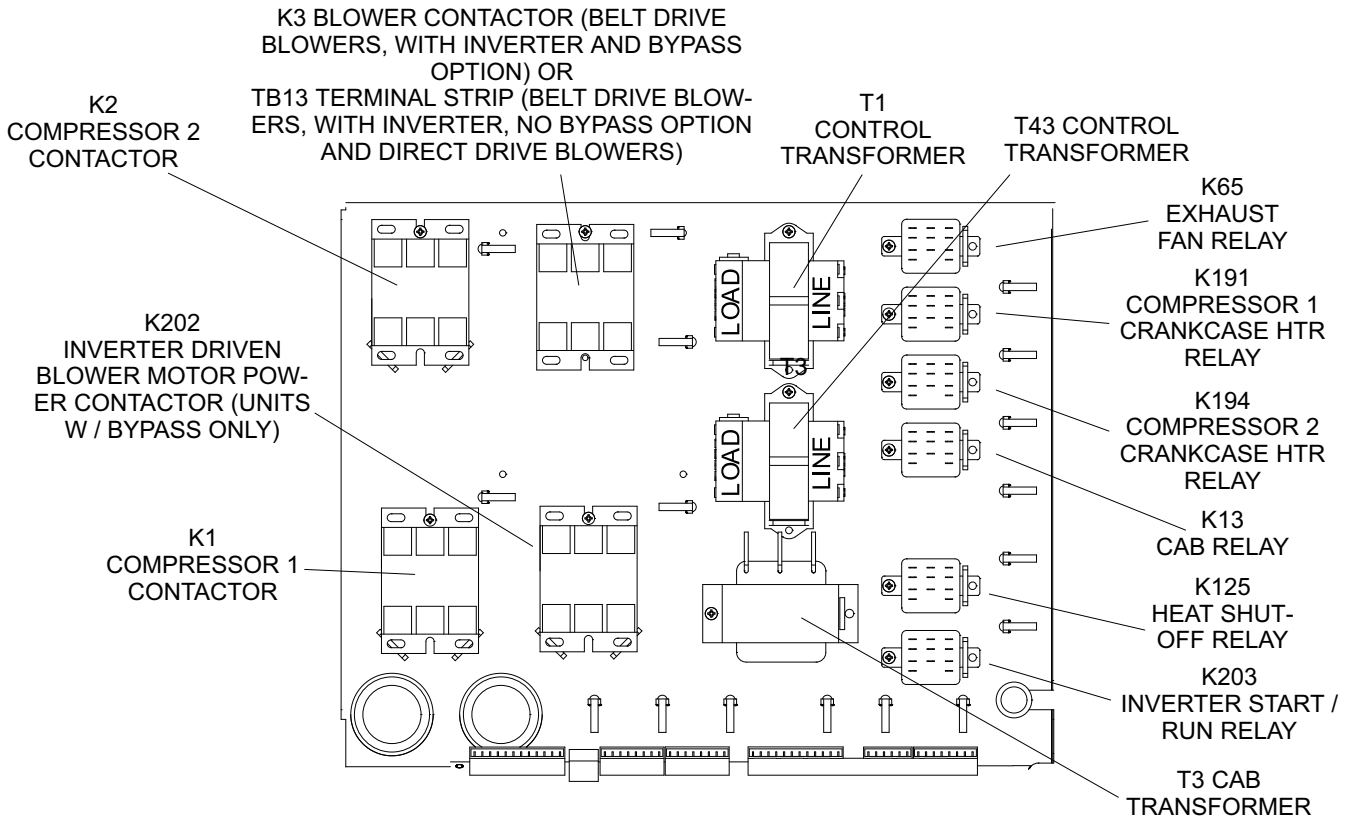 K3 BLOWER CONTACTOR (BELT DRIVE
BLOWERS, WITH INVERTER AND BYPASS
OPTION) OR
TB13 TERMINAL STRIP (BELT DRIVE BLOW-
ERS, WITH INVERTER, NO BYPASS OPTION
AND DIRECT DRIVE BLOWERS)
K2
COMPRESSOR 2
CONTACTOR
T1
CONTROL
TRANSFORMER
T43 CONTROL
TRANSFORMER
K65
EXHAUST
FAN RELAY
K191
COMPRESSOR 1
CRANKCASE HTR
RELAY
K202
INVERTER DRIVEN
BLOWER MOTOR POW-
ER CONTACTOR (UNITS
W / BYPASS ONLY)
LOAD
LINE
T3
LOAD
LINE
K194
COMPRESSOR 2
CRANKCASE HTR
RELAY
K13
CAB RELAY
K1
COMPRESSOR 1
CONTACTOR
K125
HEAT SHUT-
OFF RELAY
K203
INVERTER START /
RUN RELAY
T3 CAB
TRANSFORMER